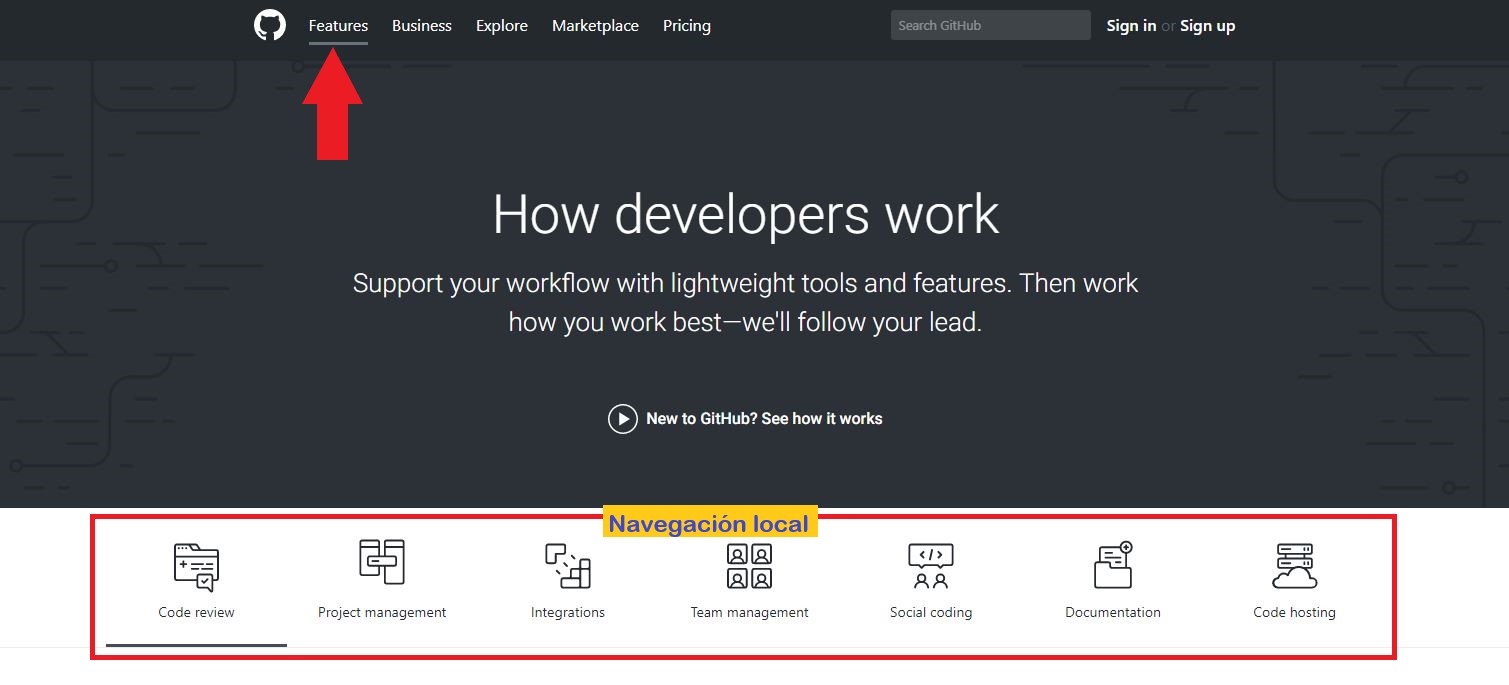 Features Business Explore Marketplace Pricing Search GitHub Sign in or Sign up
How developers work
Support your workflow with lightweight tools and features. Then work
how you work best—we'll follow your lead.
New to GitHub? See how it works
Navegación local
Code review Project management Integrations Team management Social coding Documentation Code hosting